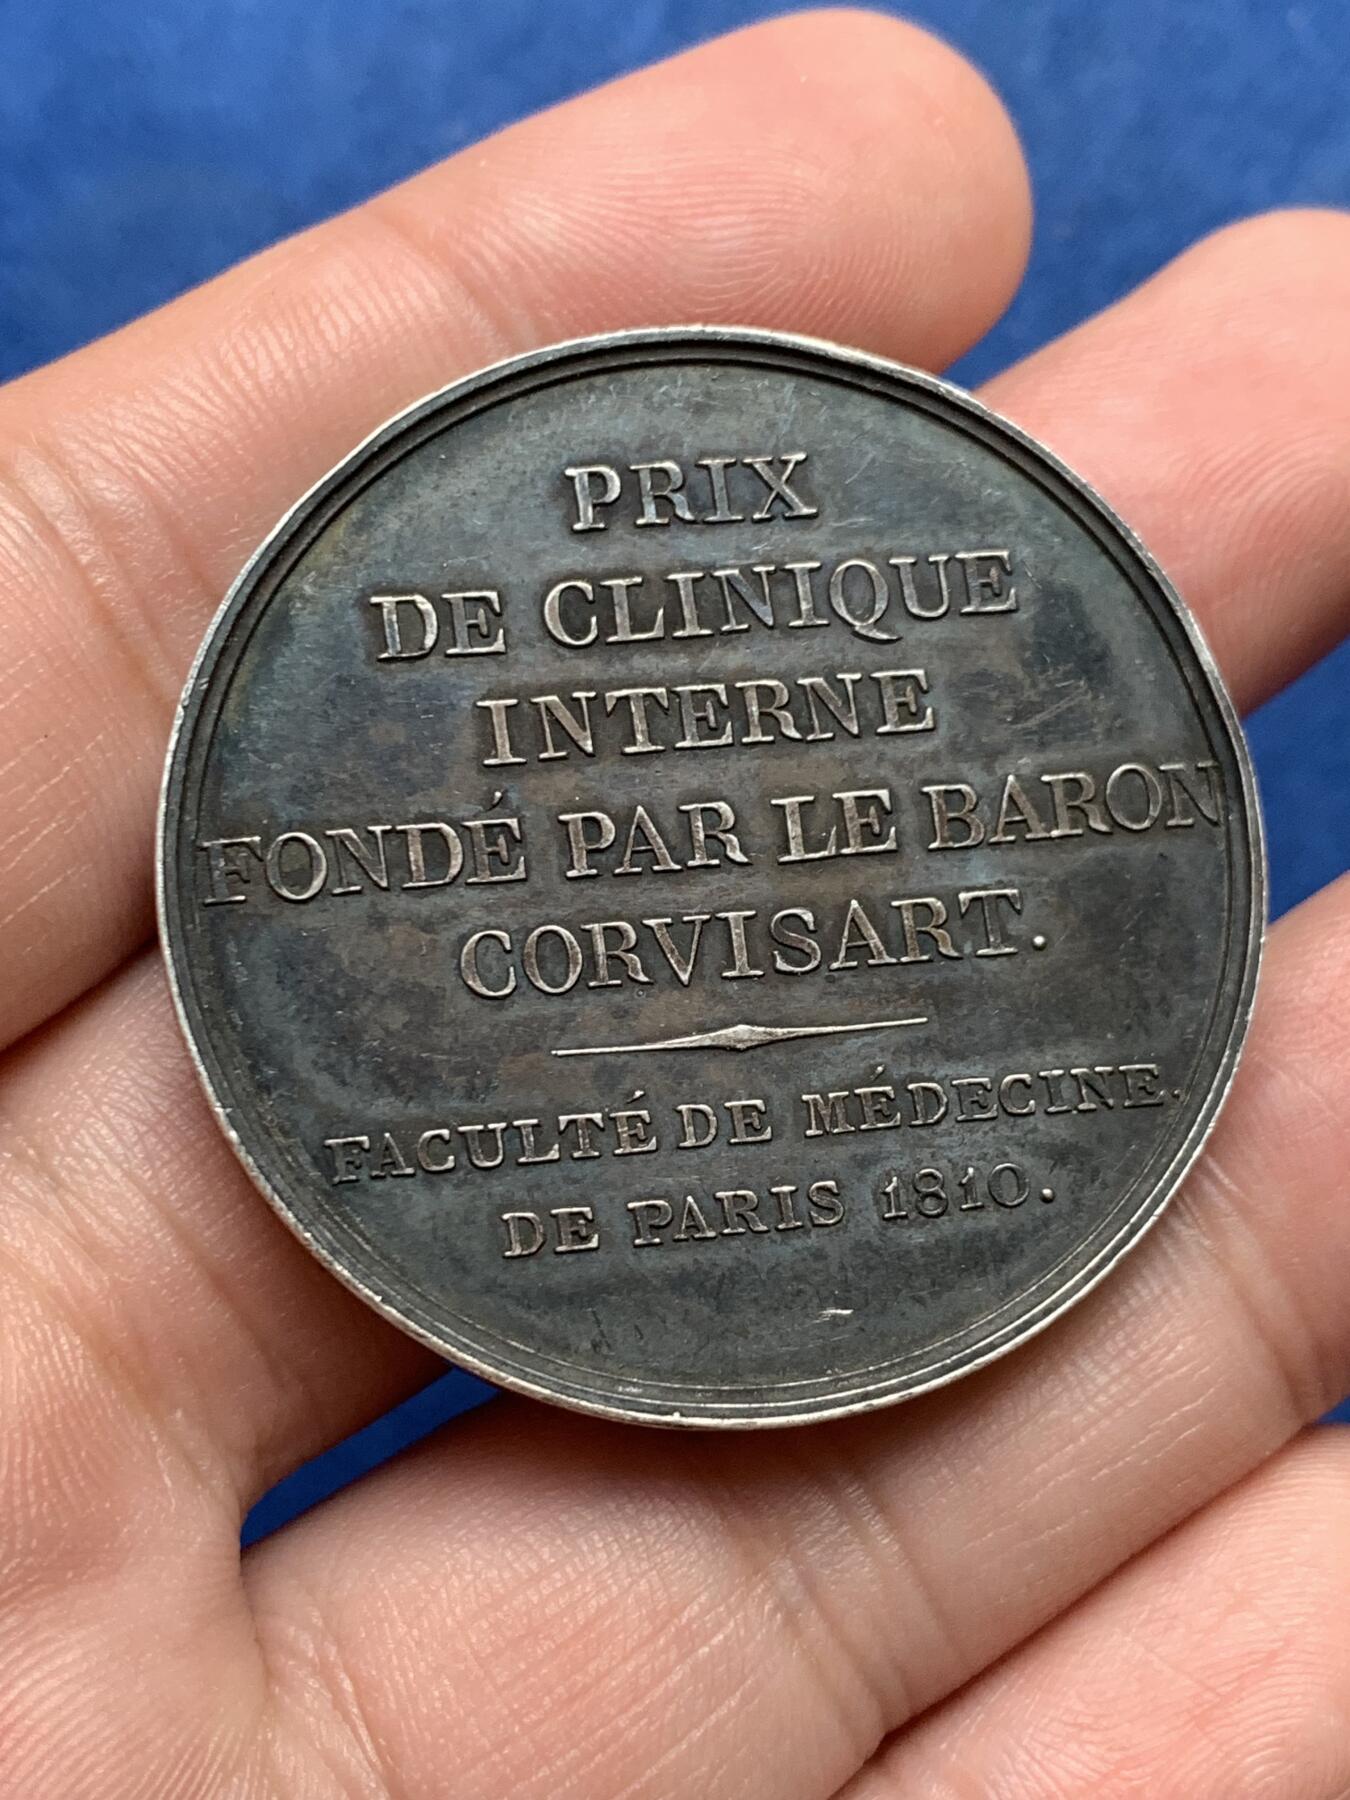 PRIX
DE CLINIQUE
INTERNE
FONDÉ PAR LE BARON
CORVISART.
FACULTÉ DE MÉDECINE.
DE PARIS 1810.